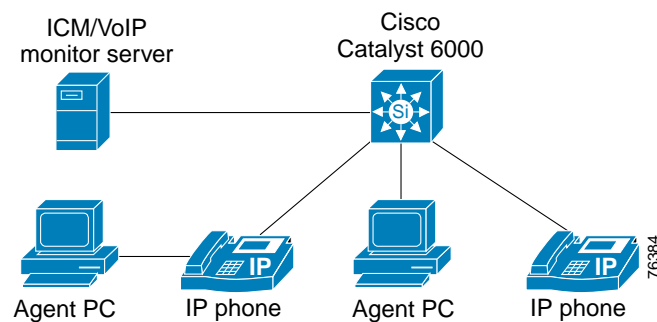 ICM/VoIP
monitor server
Cisco
Catalyst 6000
Si
IP
IP
Agent PC
IP phone
Agent PC
IP phone
76384